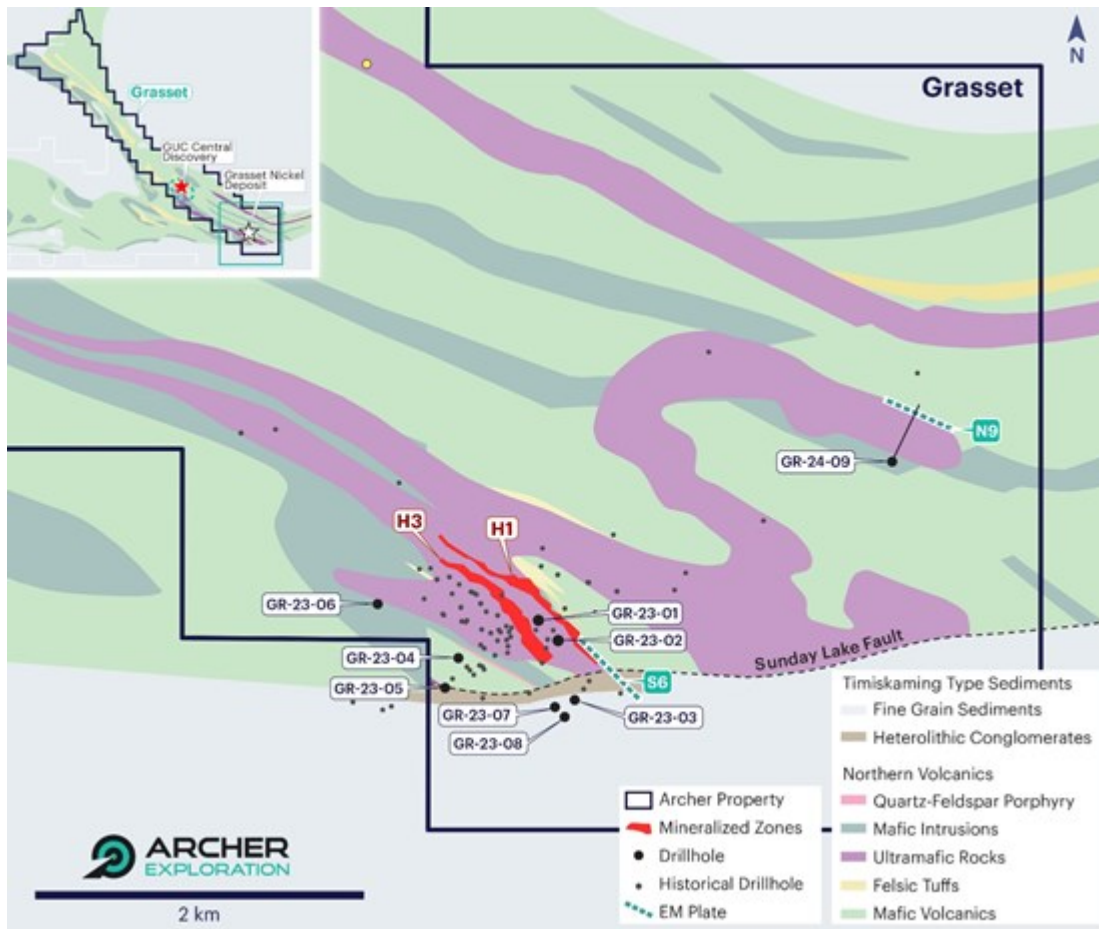 Grasset
GUC Central
Discovery
Grasset Nickel
Deposit
N
Grasset
N9
GR-24-09
H3
H1
GR-23-06
GR-23-01
GR-23-02
GR-23-04
GR-23-05
S6
GR-23-07
GR-23-03
GR-23-08
Sunday Lake Fault
Timiskaming Type Sediments
Fine Grain Sediments
Heterolithic Conglomerates
Northern Volcanics
Quartz-Feldspar Porphyry
Mafic Intrusions
Ultramafic Rocks
Felsic Tuffs
Mafic Volcanics
Archer Property
Mineralized Zones
Drillhole
Historical Drillhole
EM Plate
ARCHER
EXPLORATION
2 km